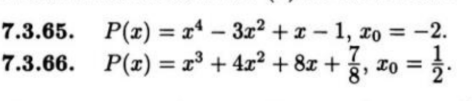 7.3.65. P(x) = x⁴ − 3x² + x − 1, x₀ = −2.
7.3.66. P(x) = x³ + 4x² + 8x + 7/8, x₀ = 1/2.